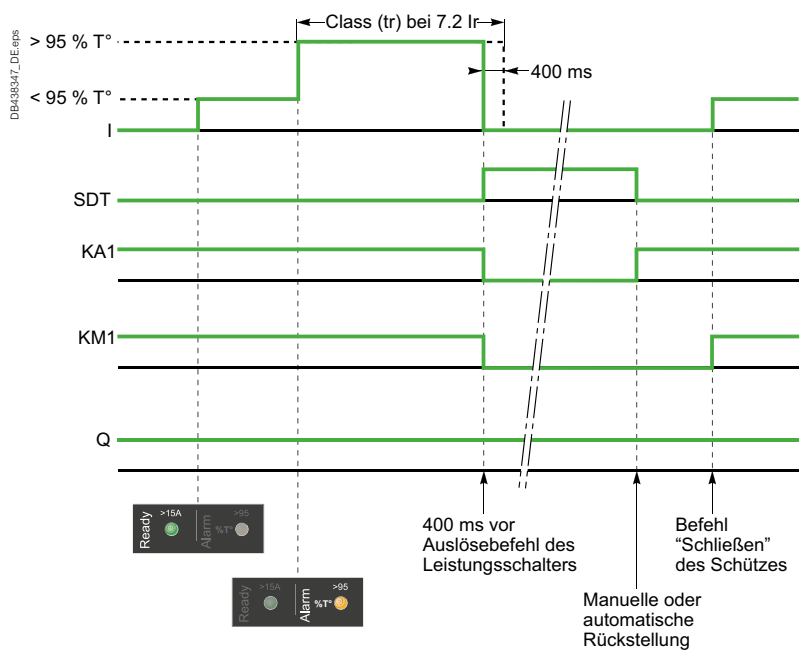 DB438347_DE.eps
Class (tr) bei 7.2 Ir
> 95 % T°
400 ms
< 95 % T°
I
SDT
KA1
KM1
Q
Ready >15A Alarm %T° >95
Ready >15A Alarm %T° >95
400 ms vor
Auslösebefehl des
Leistungsschalters
Manuelle oder
automatische
Rückstellung
Befehl
“Schließen”
des Schützes